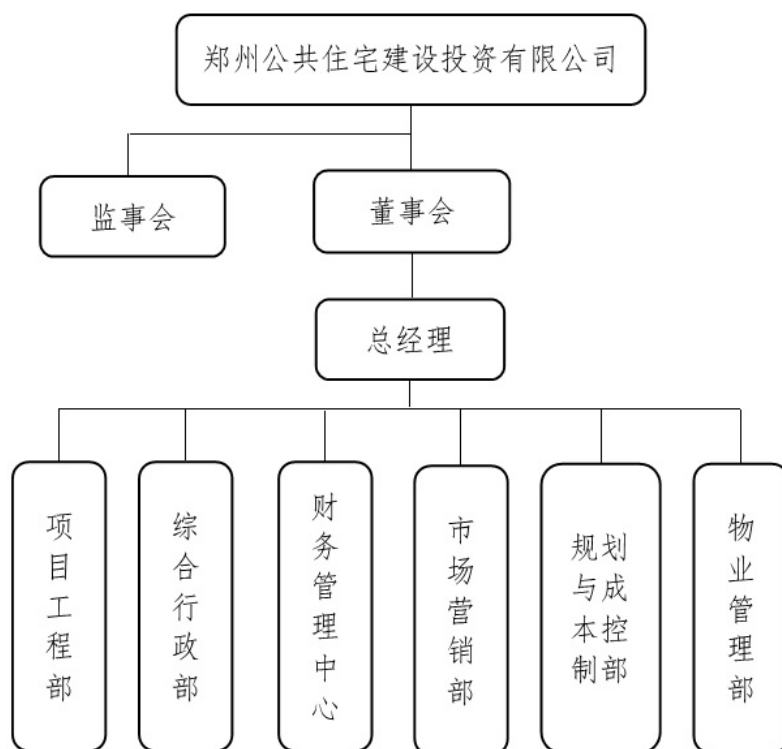 郑州公共住宅建设投资有限公司
监事会
董事会
总经理
项目工程部
综合行政部
财务管理中心
市场营销部
规划
与成
本控
制部
物业管理部